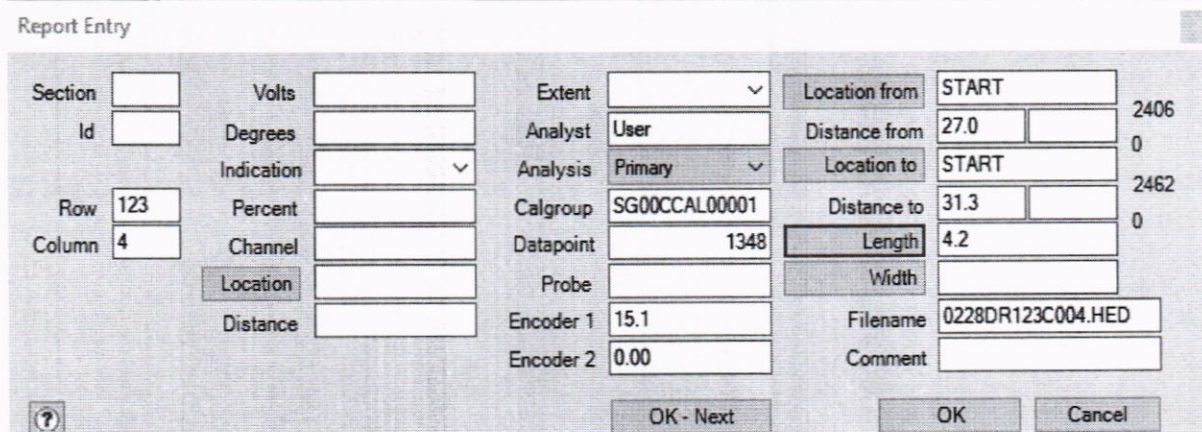 Report Entry
Section Volts Extent Location from START 2406
Id Degrees Analyst User Distance from 27.0 0
Indication Analysis Primary Location to START 2462
Row 123 Percent Calgroup SG00CCAL00001 Distance to 31.3 0
Column 4 Channel Datapoint 1348 Length 4.2
Location Probe Width
Distance Encoder 1 15.1 Filename 0228DR123C004.HED
Encoder 2 0.00 Comment
? OK - Next OK Cancel